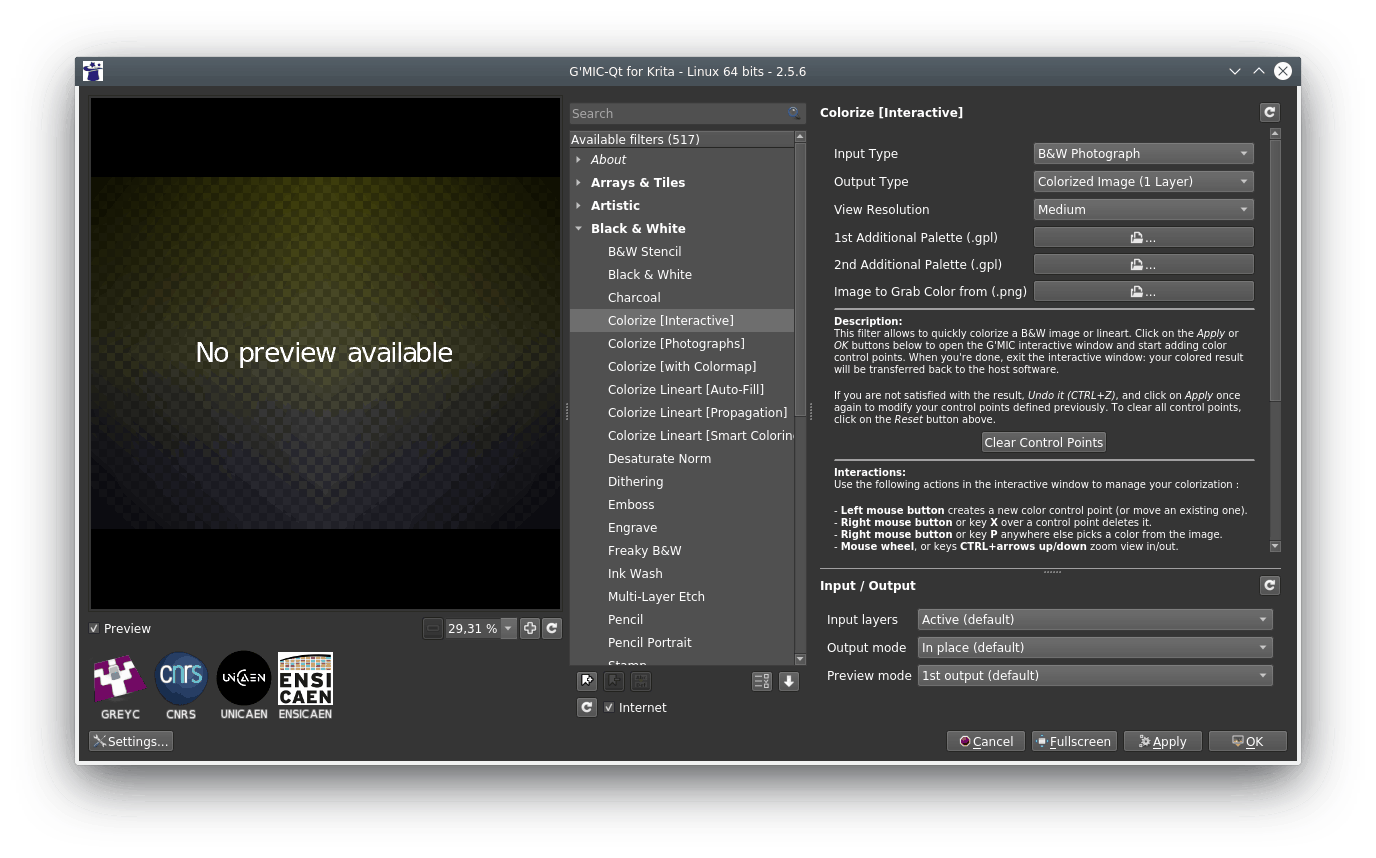 G'MIC-Qt for Krita - Linux 64 bits - 2.5.6
No preview available
Preview
29,31 %
GREYC
cnrs
CNRS
UNICAEN
UNICAEN
ENSI
CAEN
ENSICAEN
Settings...
Search
Available filters (517)
About
Arrays & Tiles
Artistic
Black & White
B&W Stencil
Black & White
Charcoal
Colorize [Interactive]
Colorize [Photographs]
Colorize [with Colormap]
Colorize Lineart [Auto-Fill]
Colorize Lineart [Propagation]
Colorize Lineart [Smart Colorin
Desaturate Norm
Dithering
Emboss
Engrave
Freaky B&W
Ink Wash
Multi-Layer Etch
Pencil
Pencil Portrait
Stamp
Internet
Colorize [Interactive]
Input Type B&W Photograph
Output Type Colorized Image (1 Layer)
View Resolution Medium
1st Additional Palette (.gpl) ...
2nd Additional Palette (.gpl) ...
Image to Grab Color from (.png) ...
Description:
This filter allows to quickly colorize a B&W image or lineart. Click on the Apply or
OK buttons below to open the G'MIC interactive window and start adding color
control points. When you're done, exit the interactive window: your colored result
will be transferred back to the host software.
If you are not satisfied with the result, Undo it (CTRL+Z), and click on Apply once
again to modify your control points defined previously. To clear all control points,
click on the Reset button above.
Clear Control Points
Interactions:
Use the following actions in the interactive window to manage your colorization :
- Left mouse button creates a new color control point (or move an existing one).
- Right mouse button or key X over a control point deletes it.
- Right mouse button or key P anywhere else picks a color from the image.
- Mouse wheel, or keys CTRL+arrows up/down zoom view in/out.
Input / Output
Input layers Active (default)
Output mode In place (default)
Preview mode 1st output (default)
Cancel
Fullscreen
Apply
OK